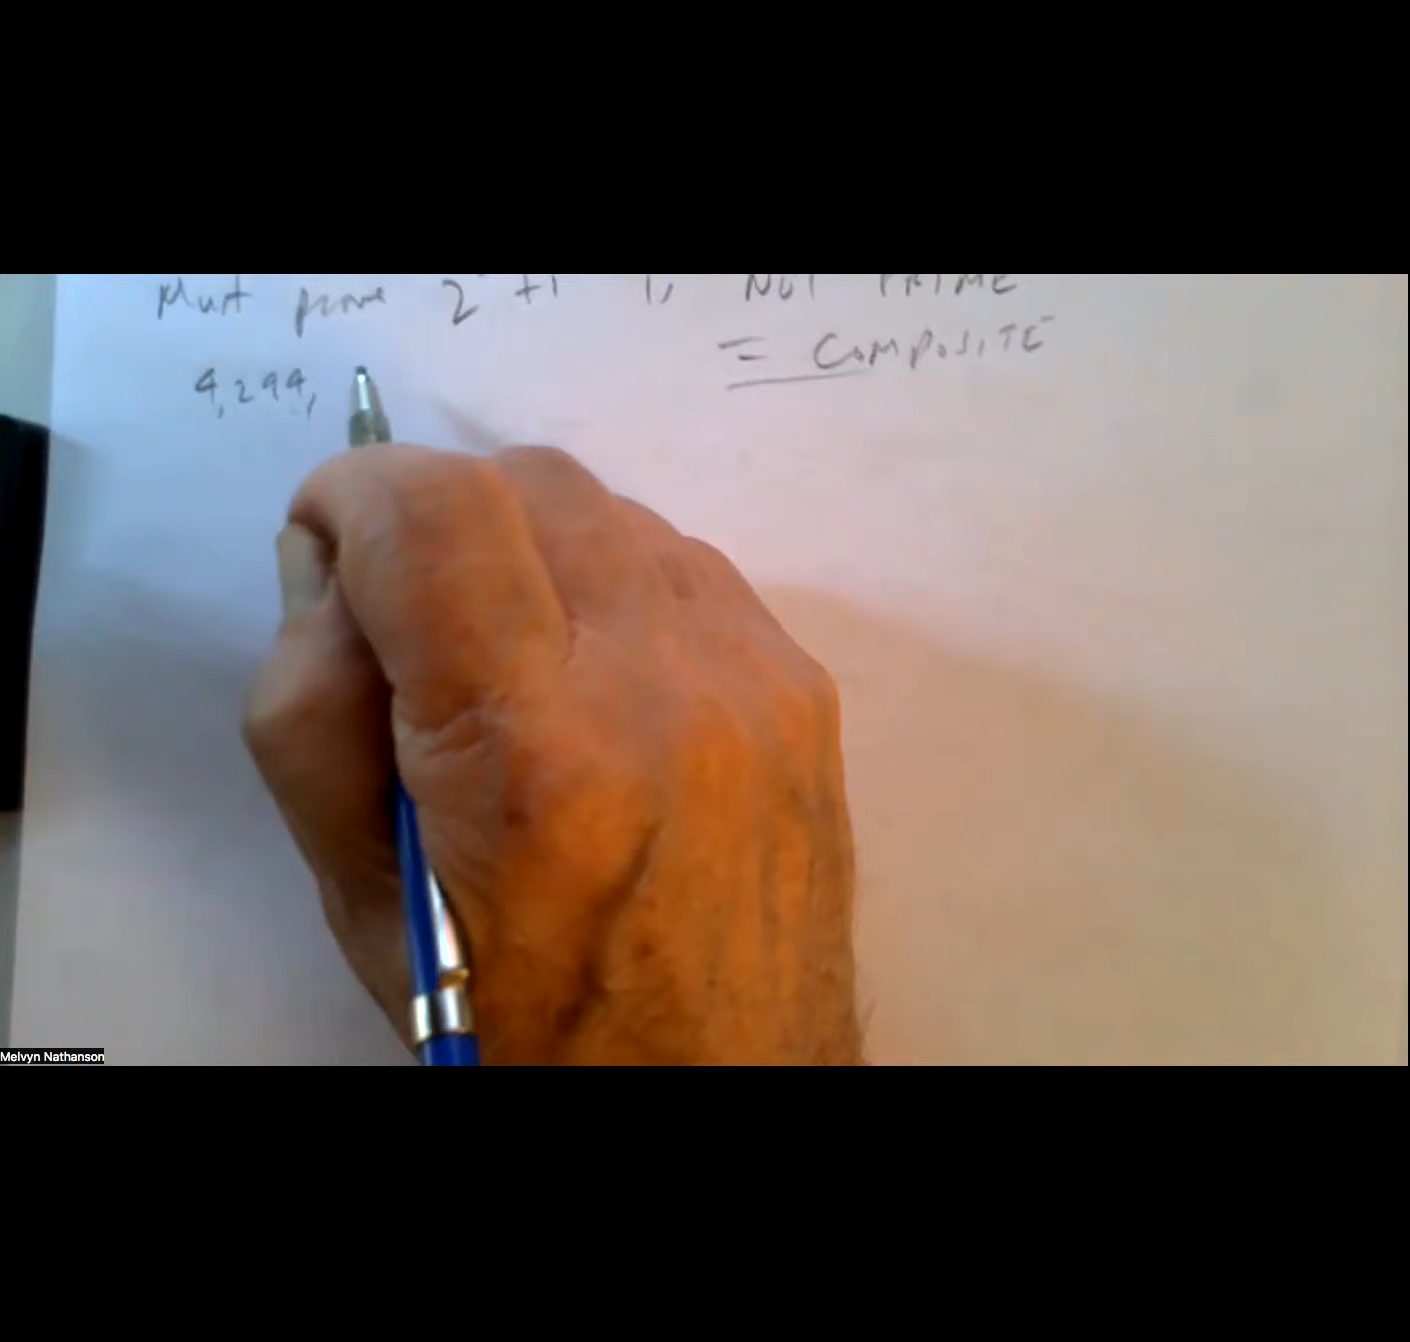 Must prove 2 +1 is NOT PRIME
= COMPOSITE
4,294,
Melvyn Nathanson